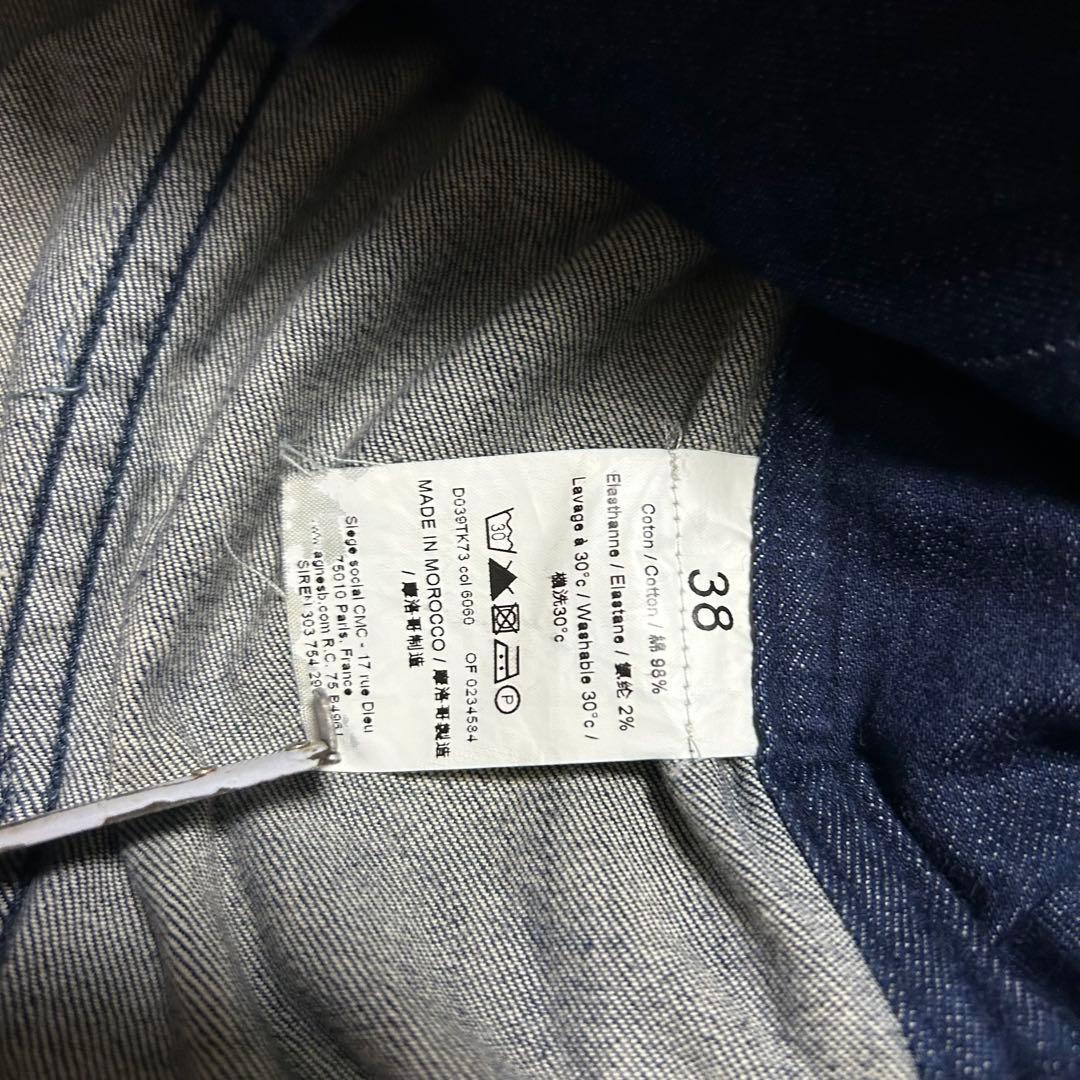 38
Coton / Cotton / 綿 98%
Elasthanne / Elastane / 氨纶 2%
Lavage à 30°c / Washable 30°c /
機洗30°c
30
P
D039TK73 col 6060 OF 0234584
MADE IN MOROCCO / 摩洛哥製造
/ 摩洛哥制造
Siège social CMC - 17 rue Dieu
75010 Paris. France
.agnesb.com R.C. 75 B
SIREN 303 754 29